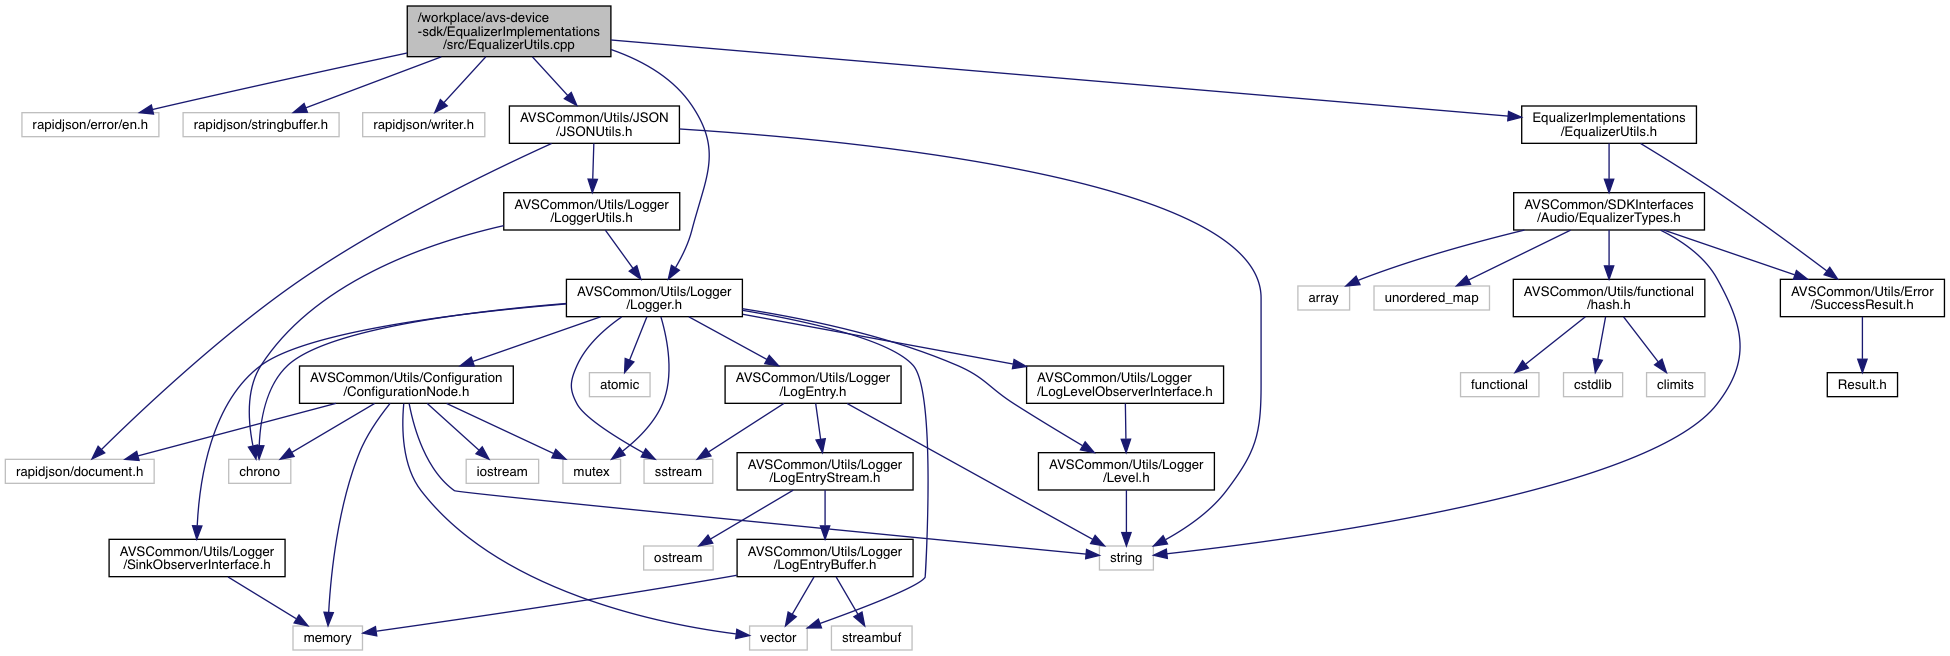 /workplace/avs-device
-sdk/EqualizerImplementations
/src/EqualizerUtils.cpp
rapidjson/error/en.h
rapidjson/stringbuffer.h
rapidjson/writer.h
AVSCommon/Utils/JSON
/JSONUtils.h
EqualizerImplementations
/EqualizerUtils.h
AVSCommon/Utils/Logger
/LoggerUtils.h
AVSCommon/SDKInterfaces
/Audio/EqualizerTypes.h
AVSCommon/Utils/Logger
/Logger.h
array
unordered_map
AVSCommon/Utils/functional
/hash.h
AVSCommon/Utils/Error
/SuccessResult.h
AVSCommon/Utils/Configuration
/ConfigurationNode.h
atomic
AVSCommon/Utils/Logger
/LogEntry.h
AVSCommon/Utils/Logger
/LogLevelObserverInterface.h
functional
cstdlib
climits
Result.h
rapidjson/document.h
chrono
iostream
mutex
sstream
AVSCommon/Utils/Logger
/LogEntryStream.h
AVSCommon/Utils/Logger
/Level.h
AVSCommon/Utils/Logger
/SinkObserverInterface.h
ostream
AVSCommon/Utils/Logger
/LogEntryBuffer.h
string
memory
vector
streambuf